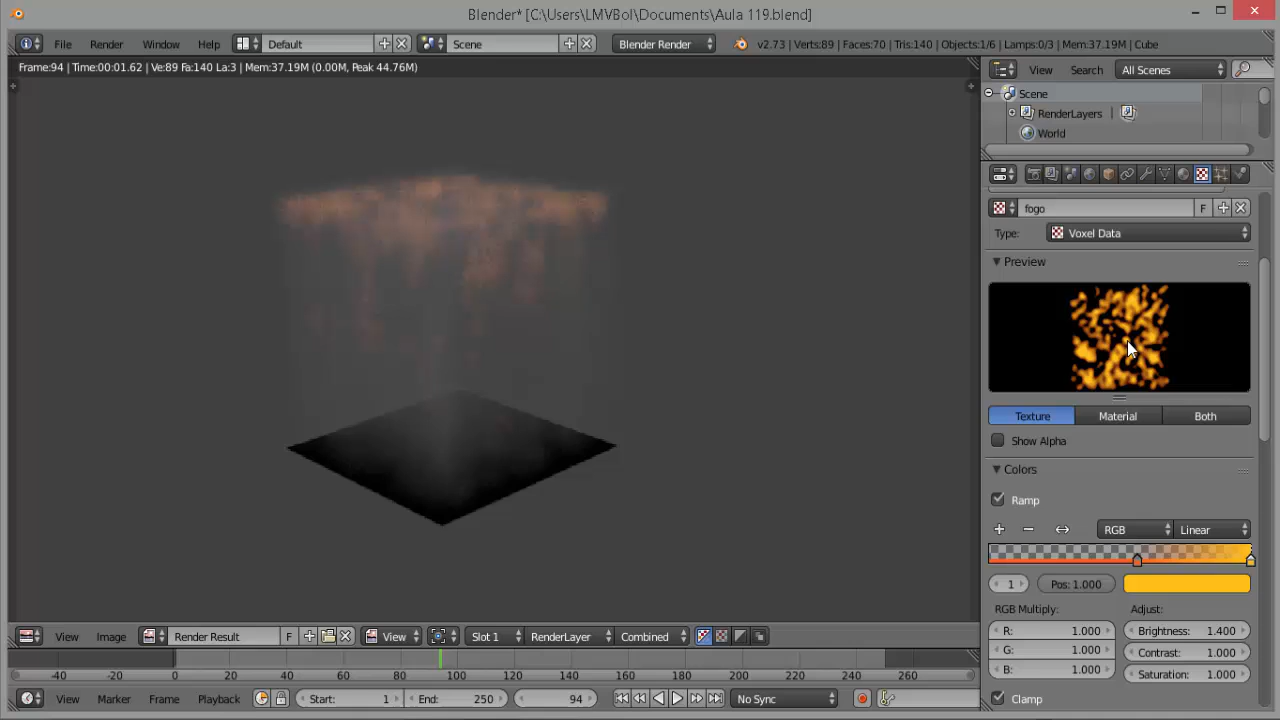 Blender* [C:\Users\LMVBol\Documents\Aula 119.blend]
File Render Window Help Default Scene Blender Render v2.73 | Verts:89 | Faces:70 | Tris:140 | Objects:1/6 | Lamps:0/3 | Mem:37.19M | Cube
Frame:94 | Time:00:01.62 | Ve:89 Fa:140 La:3 | Mem:37.19M (0.00M, Peak 44.76M)
View Search All Scenes
Scene
RenderLayers |
World
fogo F
Type: Voxel Data
Preview
Texture Material Both
Show Alpha
Colors
Ramp
RGB Linear
1 Pos: 1.000
RGB Multiply: Adjust:
R: 1.000 Brightness: 1.400
G: 1.000 Contrast: 1.000
B: 1.000 Saturation: 1.000
Clamp
View Image Render Result F View Slot 1 RenderLayer Combined
-40 -20 0 20 40 60 80 100 120 140 160 180 200 220 240 260
View Marker Frame Playback Start: 1 End: 250 94 No Sync